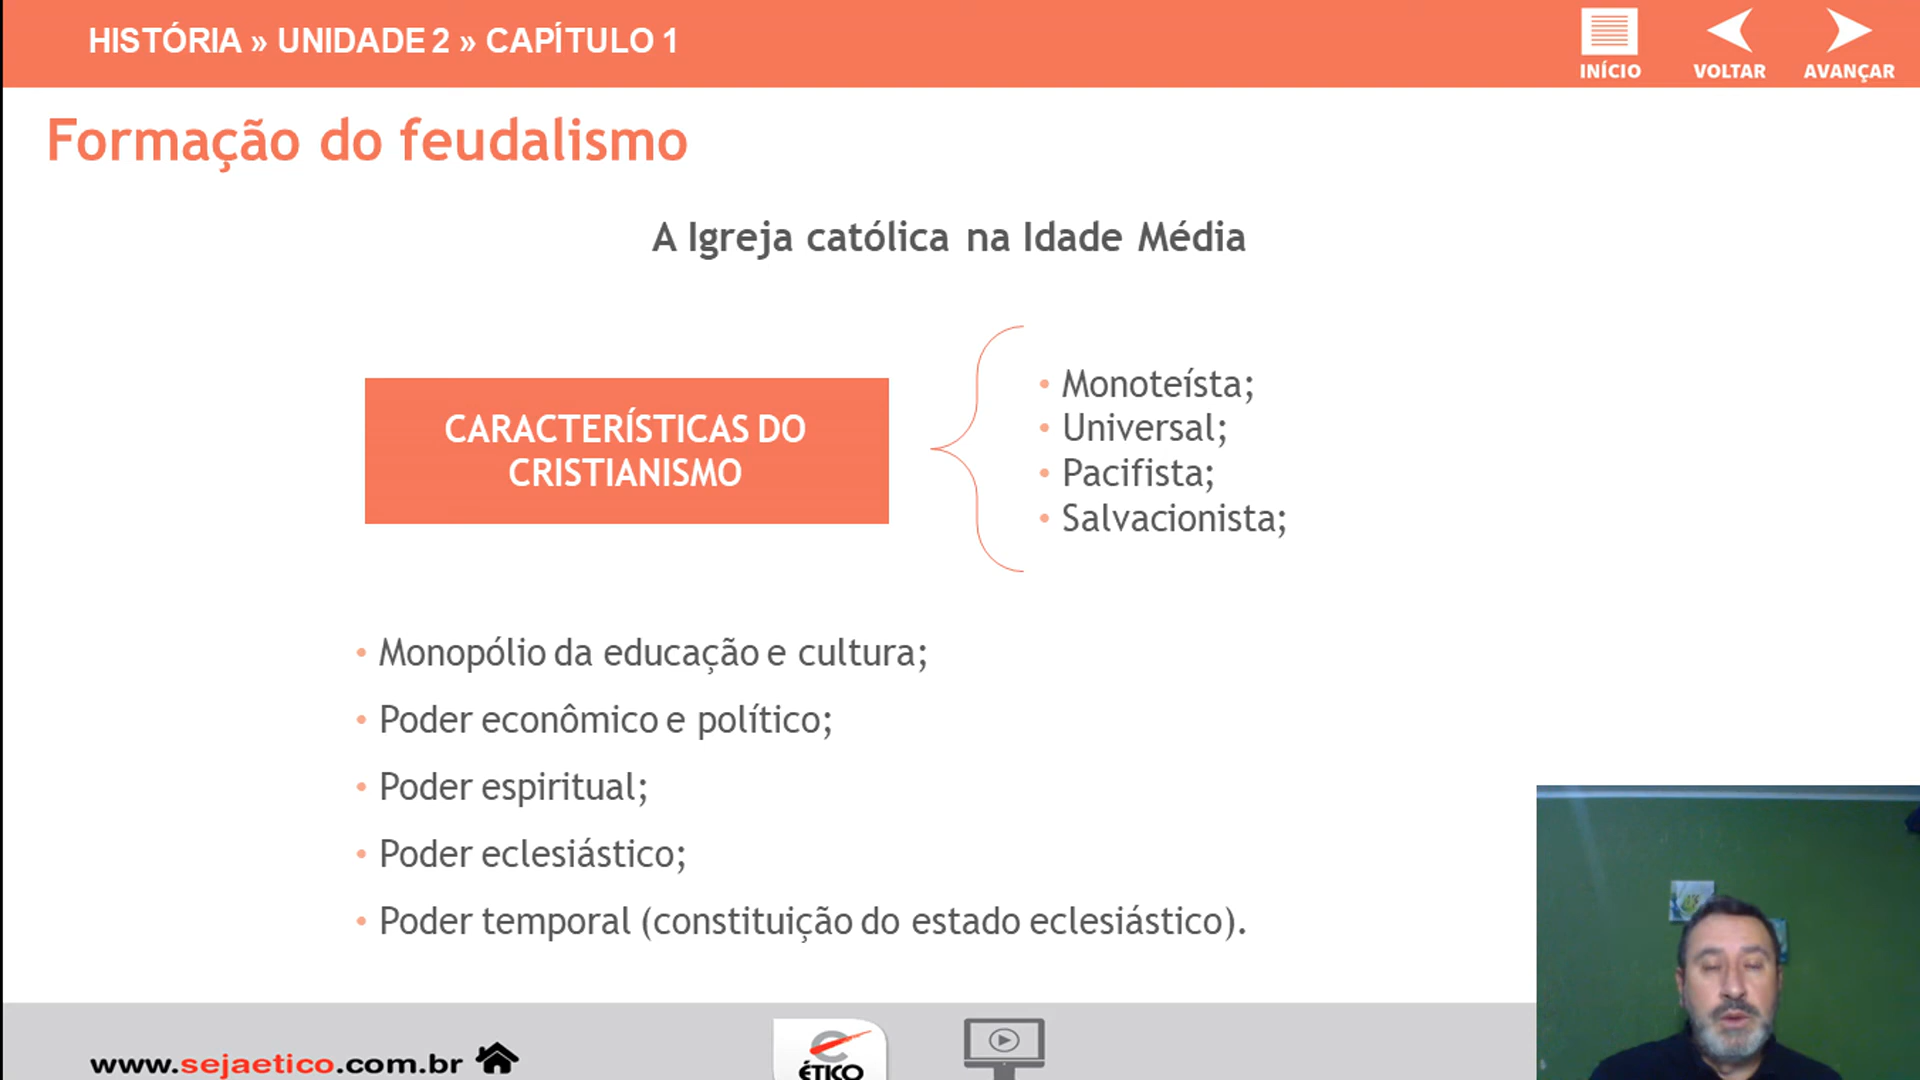 HISTÓRIA » UNIDADE 2 » CAPÍTULO 1
INÍCIO
VOLTAR
AVANÇAR
Formação do feudalismo
A Igreja católica na Idade Média
CARACTERÍSTICAS DO
CRISTIANISMO
• Monoteísta;
• Universal;
• Pacifista;
• Salvacionista;
• Monopólio da educação e cultura;
• Poder econômico e político;
• Poder espiritual;
• Poder eclesiástico;
• Poder temporal (constituição do estado eclesiástico).
www.sejaetico.com.br
e
ÉTICO